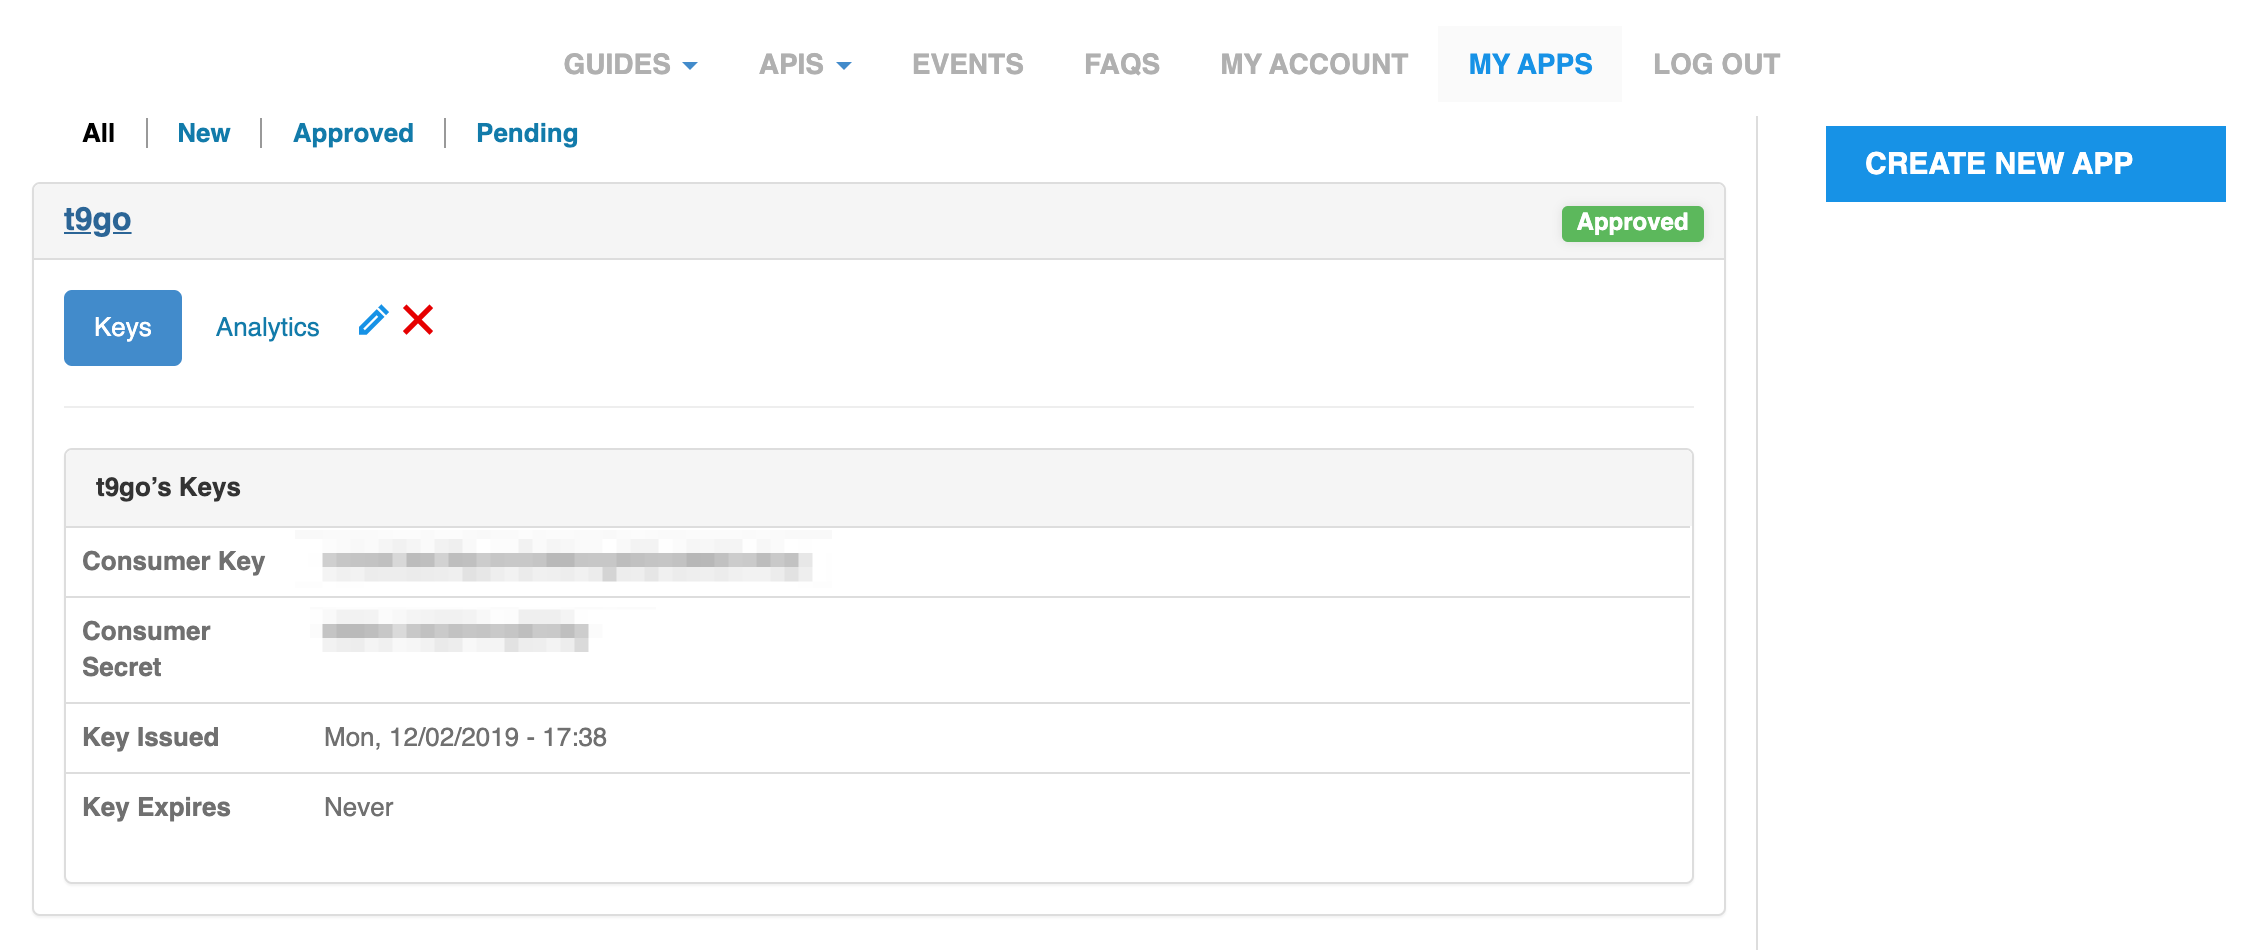 GUIDES APIS EVENTS FAQS MY ACCOUNT MY APPS LOG OUT
All New Approved Pending
CREATE NEW APP
t9go
Approved
Keys Analytics
t9go’s Keys
Consumer Key
Consumer
Secret
Key Issued Mon, 12/02/2019 - 17:38
Key Expires Never